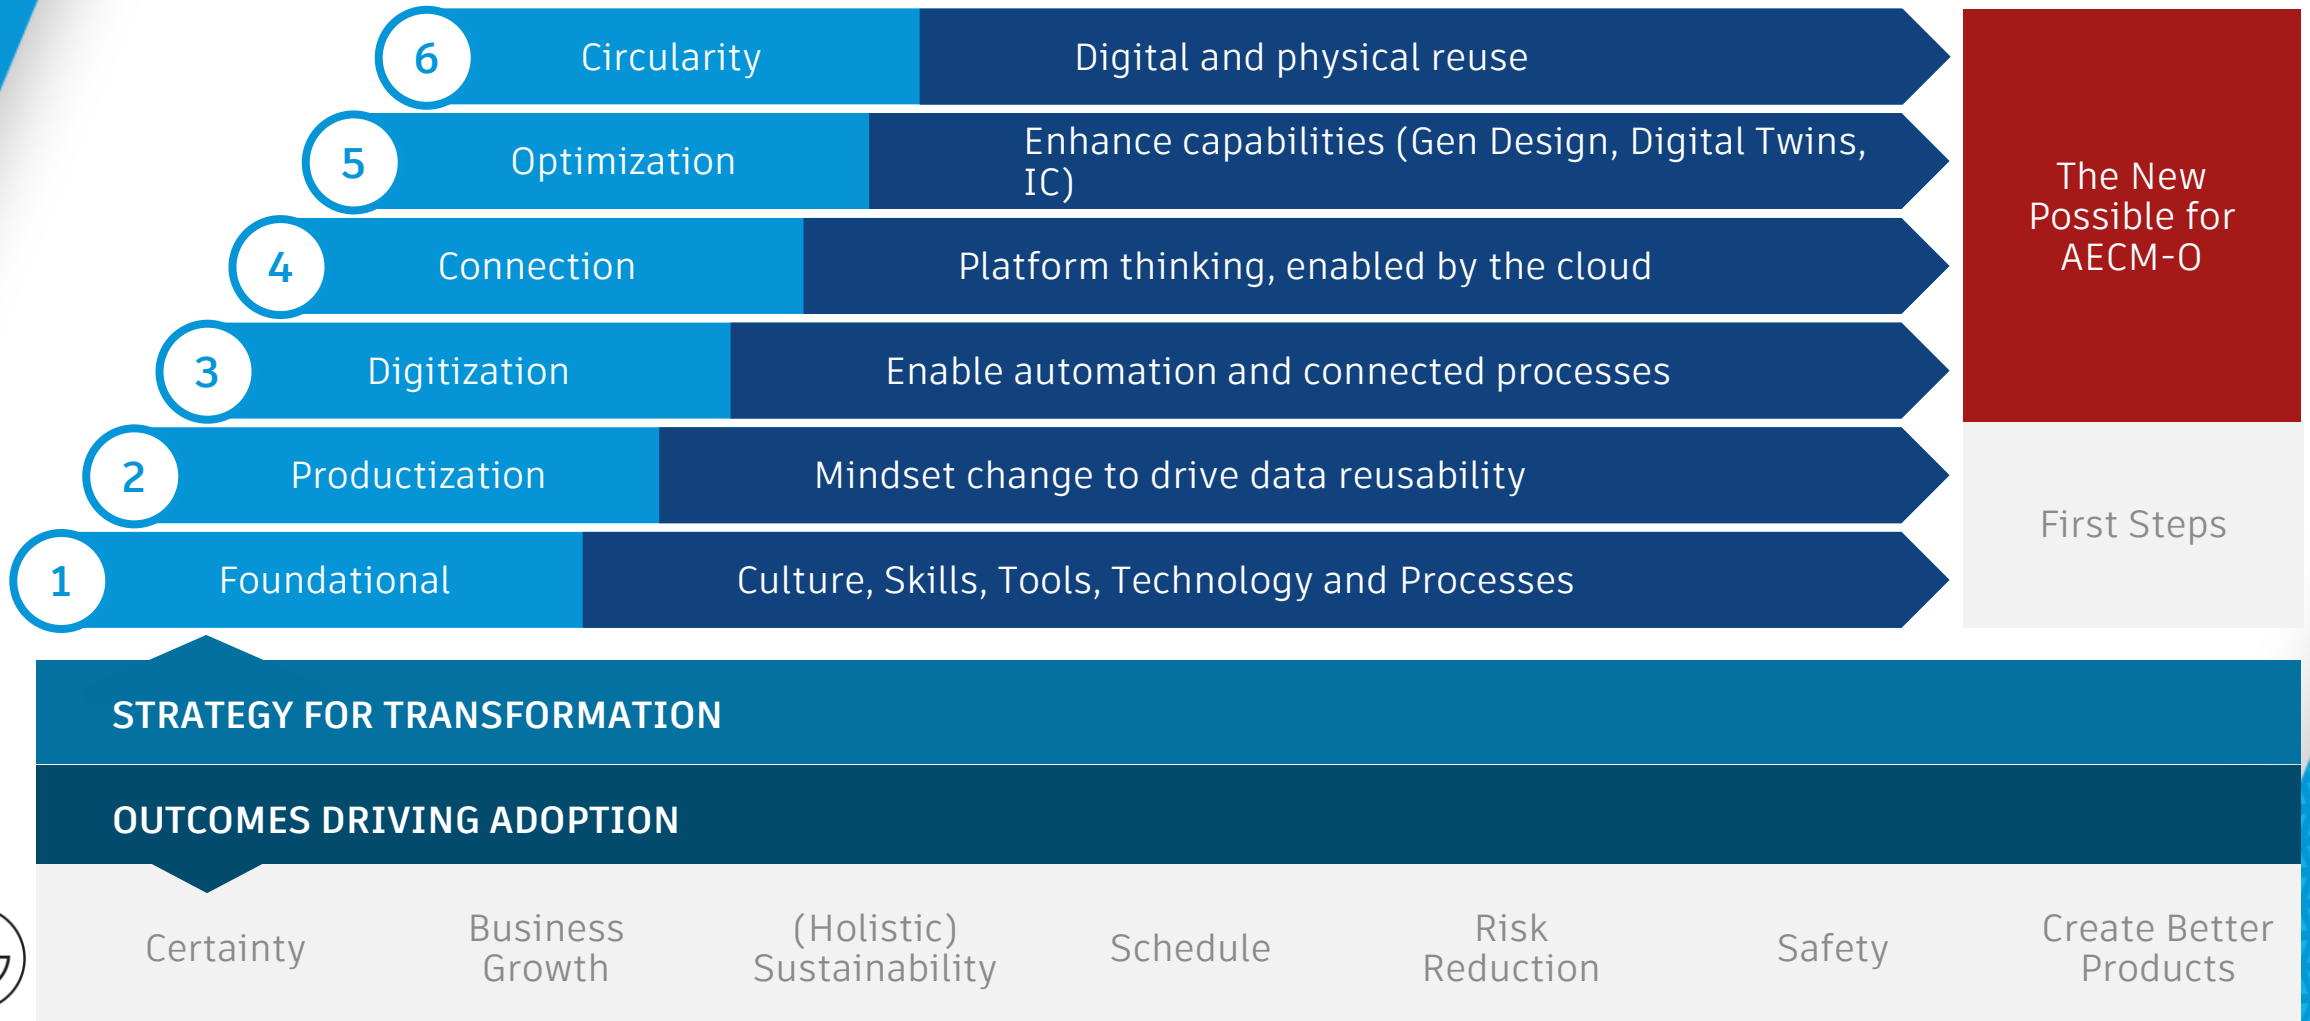 6
Circularity
Digital and physical reuse
5
Optimization
Enhance capabilities (Gen Design, Digital Twins,
IC)
4
Connection
Platform thinking, enabled by the cloud
3
Digitization
Enable automation and connected processes
2
Productization
Mindset change to drive data reusability
1
Foundational
Culture, Skills, Tools, Technology and Processes
The New
Possible for
AECM-O
First Steps
STRATEGY FOR TRANSFORMATION
OUTCOMES DRIVING ADOPTION
Certainty
Business
Growth
(Holistic)
Sustainability
Schedule
Risk
Reduction
Safety
Create Better
Products